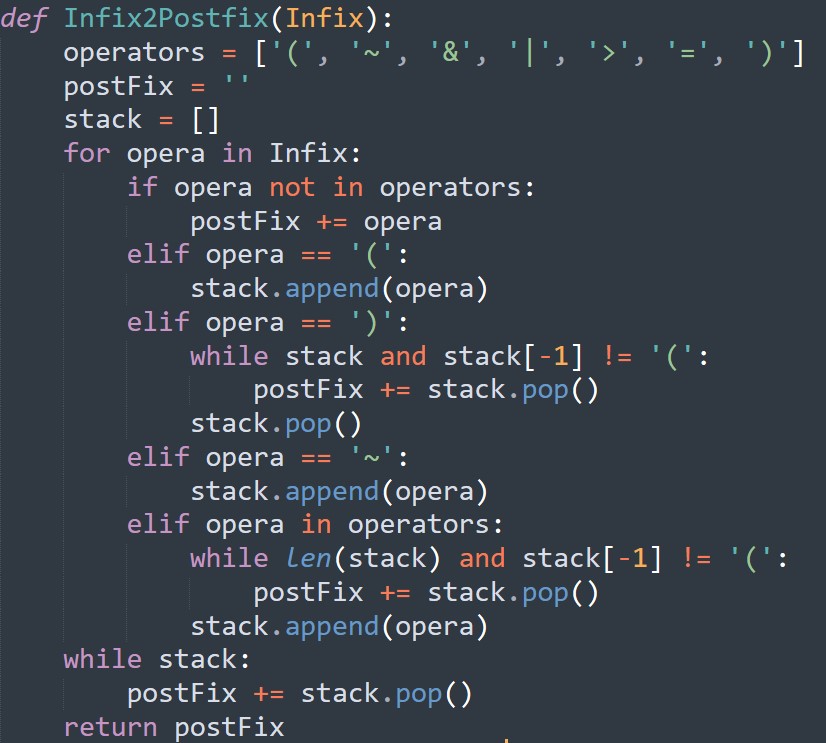 def Infix2Postfix(Infix):
    operators = ['(', '~', '&', '|', '>', '=', ')']
    postFix = ''
    stack = []
    for opera in Infix:
        if opera not in operators:
            postFix += opera
        elif opera == '(':
            stack.append(opera)
        elif opera == ')':
            while stack and stack[-1] != '(':
                postFix += stack.pop()
            stack.pop()
        elif opera == '~':
            stack.append(opera)
        elif opera in operators:
            while len(stack) and stack[-1] != '(':
                postFix += stack.pop()
            stack.append(opera)
    while stack:
        postFix += stack.pop()
    return postFix